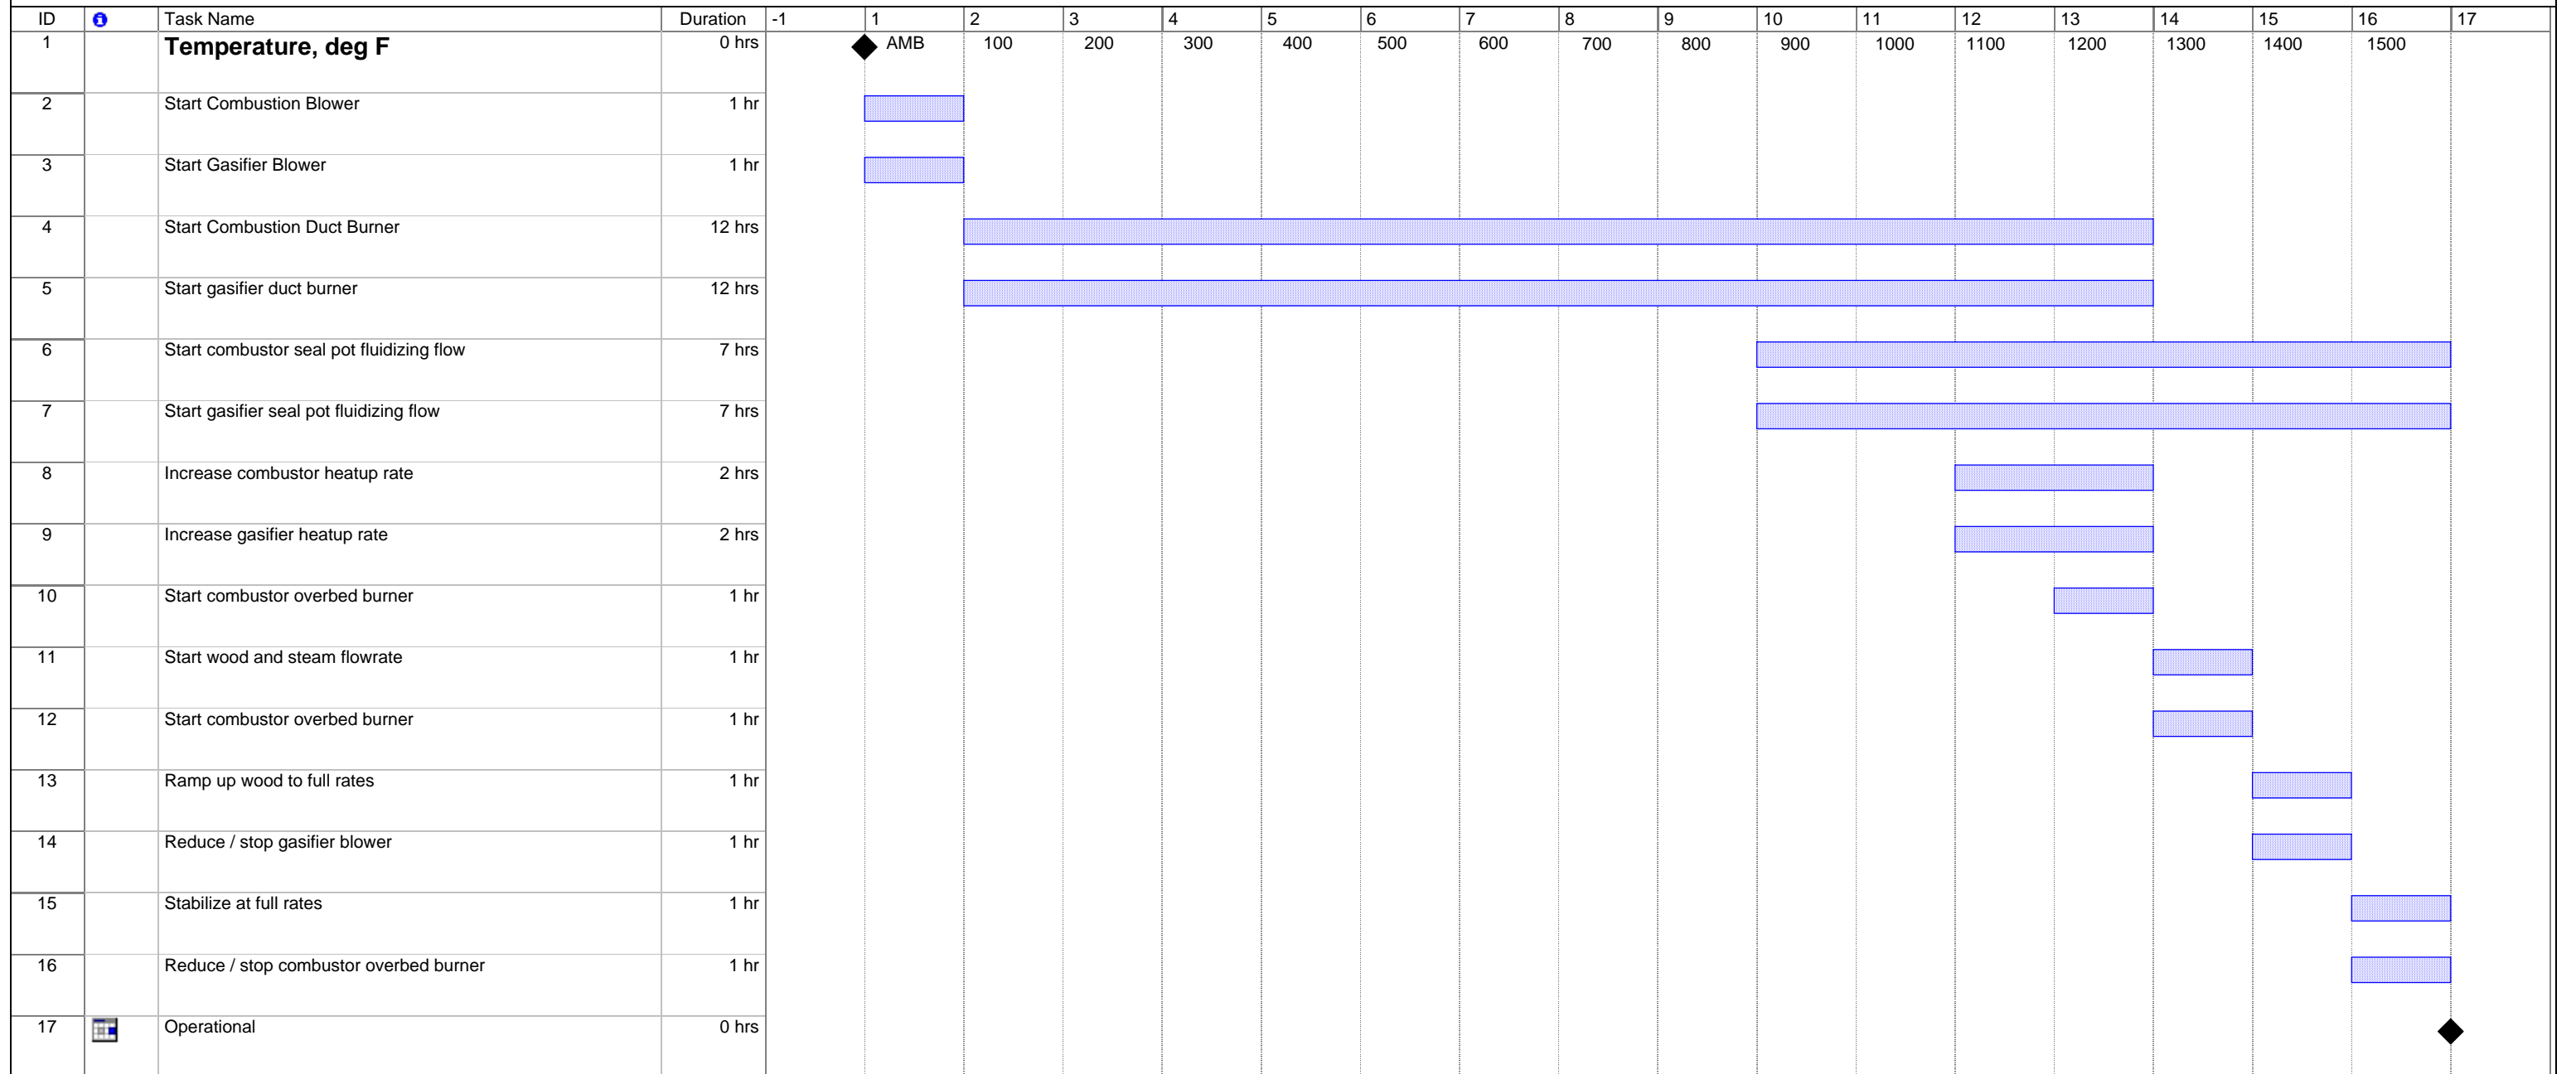 ID Task Name Duration -1 1 2 3 4 5 6 7 8 9 10 11 12 13 14 15 16 17
1 Temperature, deg F 0 hrs AMB 100 200 300 400 500 600 700 800 900 1000 1100 1200 1300 1400 1500
2 Start Combustion Blower 1 hr
3 Start Gasifier Blower 1 hr
4 Start Combustion Duct Burner 12 hrs
5 Start gasifier duct burner 12 hrs
6 Start combustor seal pot fluidizing flow 7 hrs
7 Start gasifier seal pot fluidizing flow 7 hrs
8 Increase combustor heatup rate 2 hrs
9 Increase gasifier heatup rate 2 hrs
10 Start combustor overbed burner 1 hr
11 Start wood and steam flowrate 1 hr
12 Start combustor overbed burner 1 hr
13 Ramp up wood to full rates 1 hr
14 Reduce / stop gasifier blower 1 hr
15 Stabilize at full rates 1 hr
16 Reduce / stop combustor overbed burner 1 hr
17 Operational 0 hrs